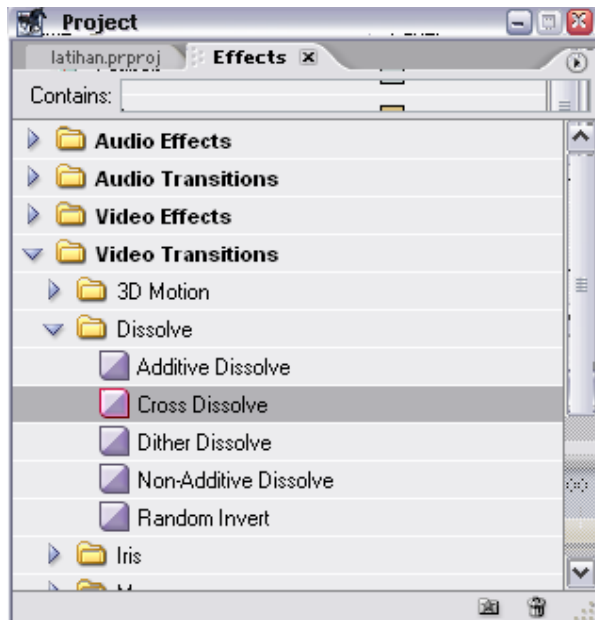 Project
latihan.prproj Effects
Contains:
Audio Effects
Audio Transitions
Video Effects
Video Transitions
3D Motion
Dissolve
Additive Dissolve
Cross Dissolve
Dither Dissolve
Non-Additive Dissolve
Random Invert
Iris